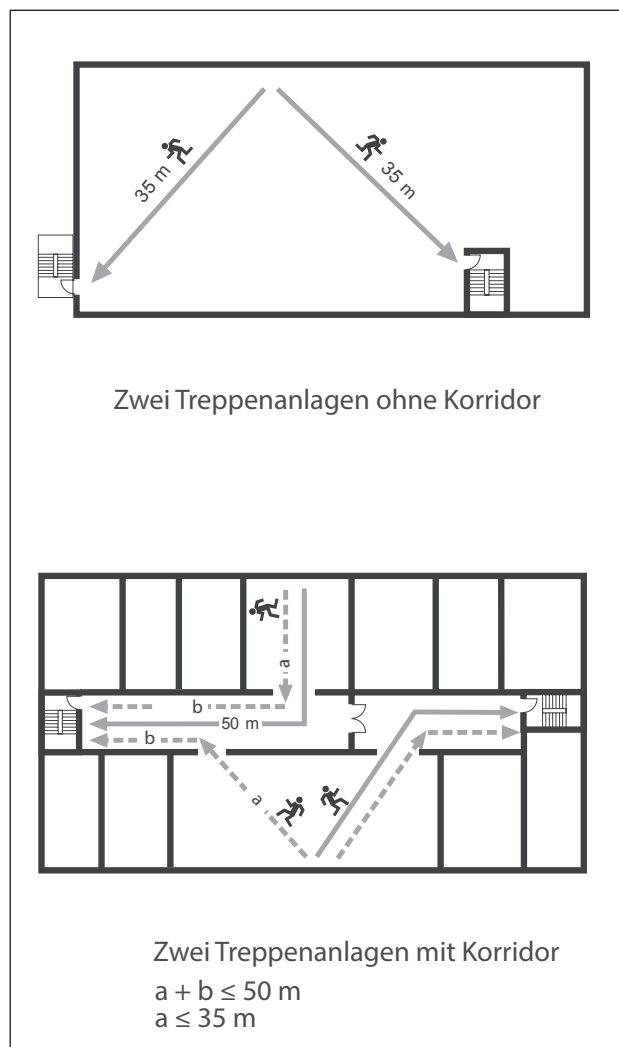 35 m
35 m
Zwei Treppenanlagen ohne Korridor
a
b
50 m
b
a
Zwei Treppenanlagen mit Korridor
a + b ≤ 50 m
a ≤ 35 m